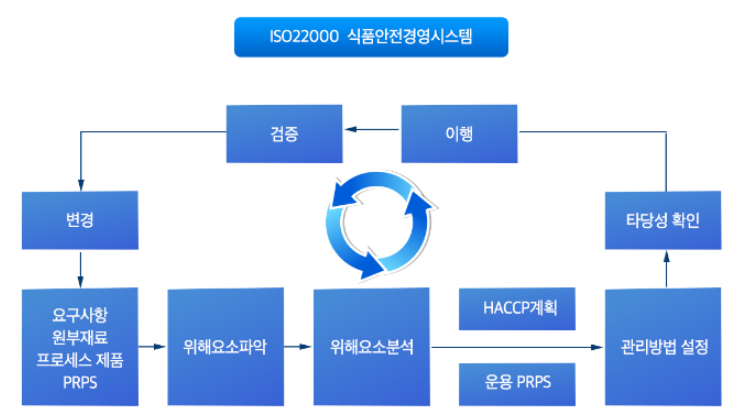 ISO22000 식품안전경영시스템
검증
이행
변경
타당성 확인
요구사항
원부재료
프로세스 제품
PRPS
위해요소파악
위해요소분석
HACCP계획
운용 PRPS
관리방법 설정